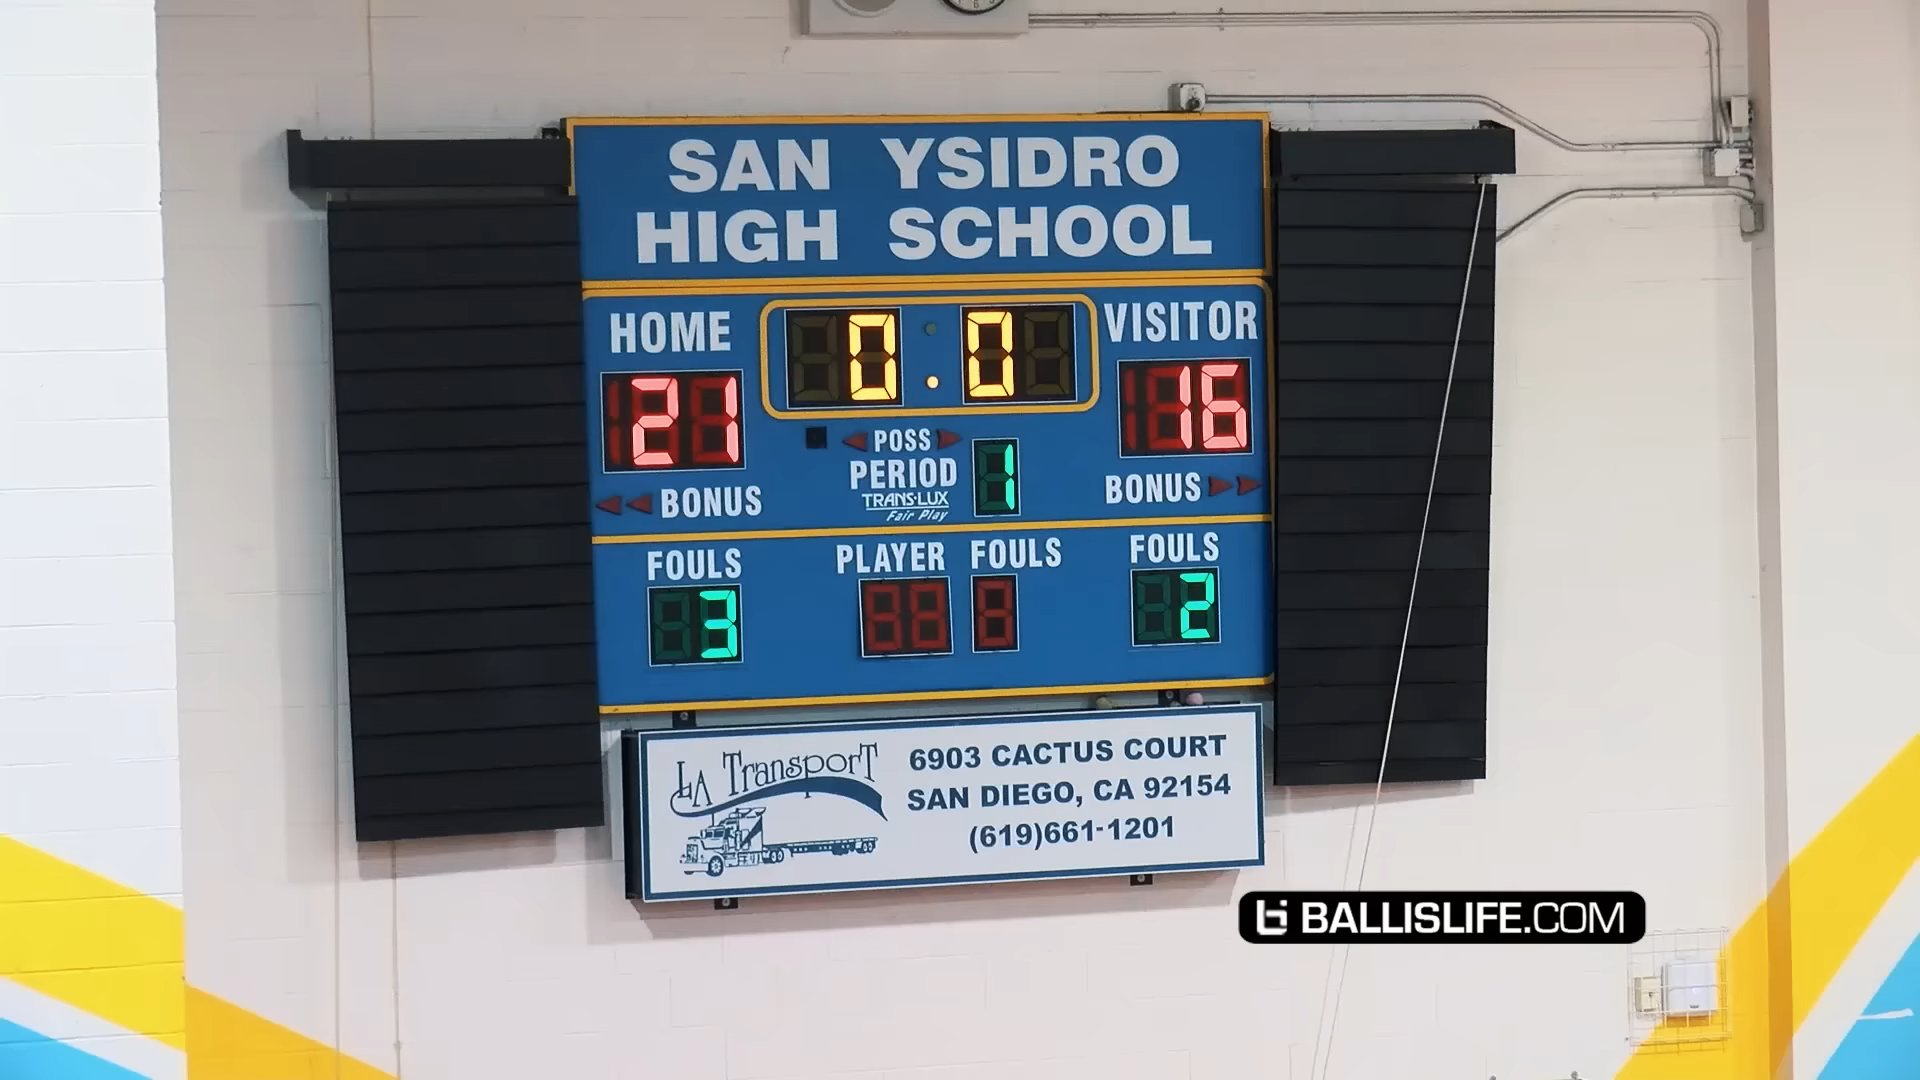 SAN YSIDRO
HIGH SCHOOL
HOME
0.0
VISITOR
21
16
POSS
PERIOD
1
TRANS-LUX
Fair Play
BONUS
BONUS
FOULS
PLAYER FOULS
FOULS
3
2
LA TRANSPORT
6903 CACTUS COURT
SAN DIEGO, CA 92154
(619)661-1201
BALLISLIFE.COM